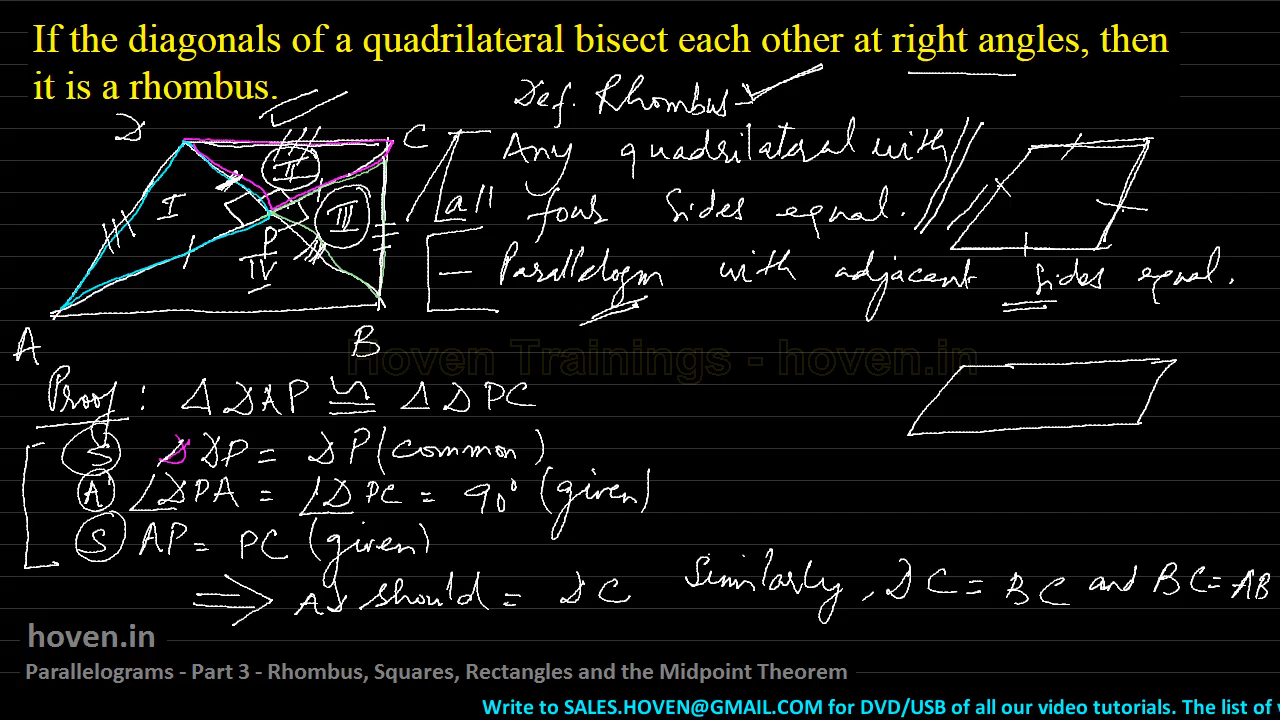 If the diagonals of a quadrilateral bisect each other at right angles, then
it is a rhombus.
Def. Rhombus →
D
C
I
II
III
P
IV
A
B
Any quadrilateral with
all four sides equal.
— Parallelogm with adjacent sides equal.
Hoven Trainings - hoven.in
Proof : Δ DAP ≅ Δ DPC
S DP = DP (common)
A ∠DPA = ∠DPC = 90° (given)
S AP = PC (given)
⇒ AD should = DC
Similarly, DC = BC and BC = AB
hoven.in
Parallelograms - Part 3 - Rhombus, Squares, Rectangles and the Midpoint Theorem
Write to SALES.HOVEN@GMAIL.COM for DVD/USB of all our video tutorials. The list of